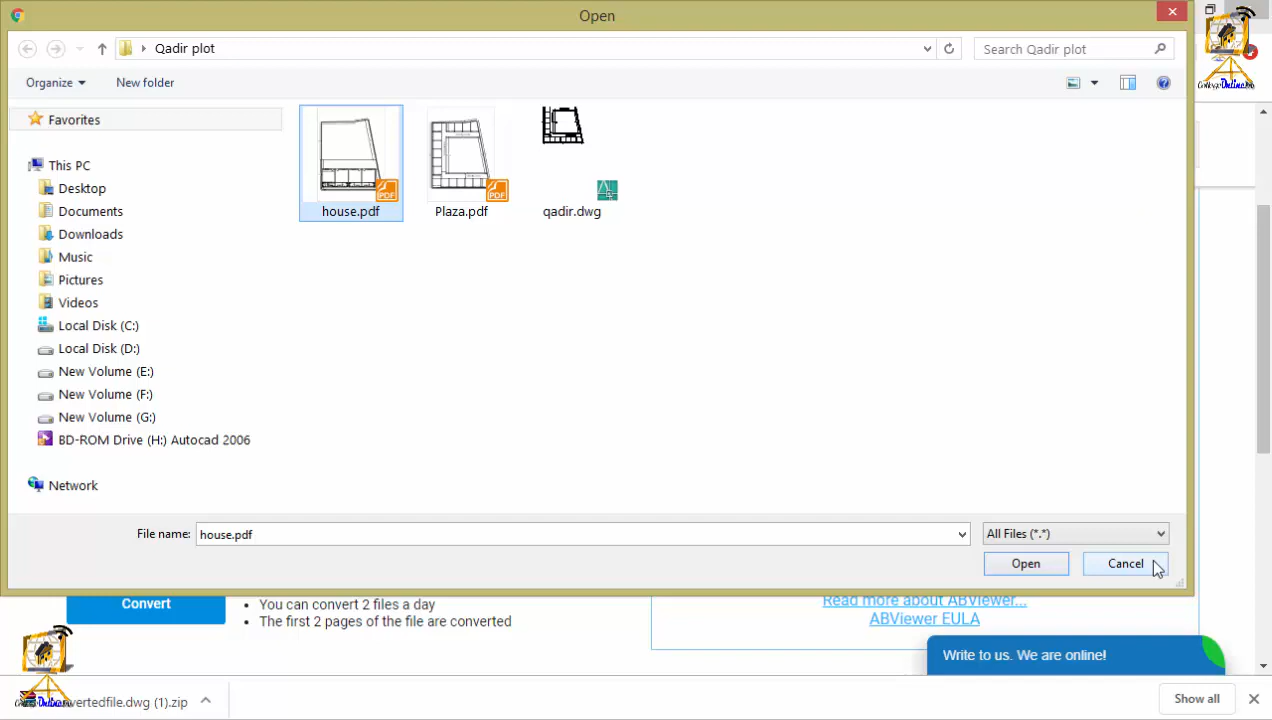 Open
Qadir plot
Search Qadir plot
Organize
New folder
Favorites
This PC
Desktop
Documents
Downloads
Music
Pictures
Videos
Local Disk (C:)
Local Disk (D:)
New Volume (E:)
New Volume (F:)
New Volume (G:)
BD-ROM Drive (H:) Autocad 2006
Network
PDF
house.pdf
PDF
Plaza.pdf
qadir.dwg
File name:
house.pdf
All Files (*.*)
Open
Cancel
Convert
You can convert 2 files a day
The first 2 pages of the file are converted
Read more about ABViewer...
ABViewer EULA
Write to us. We are online!
vertedfile.dwg (1).zip
Show all